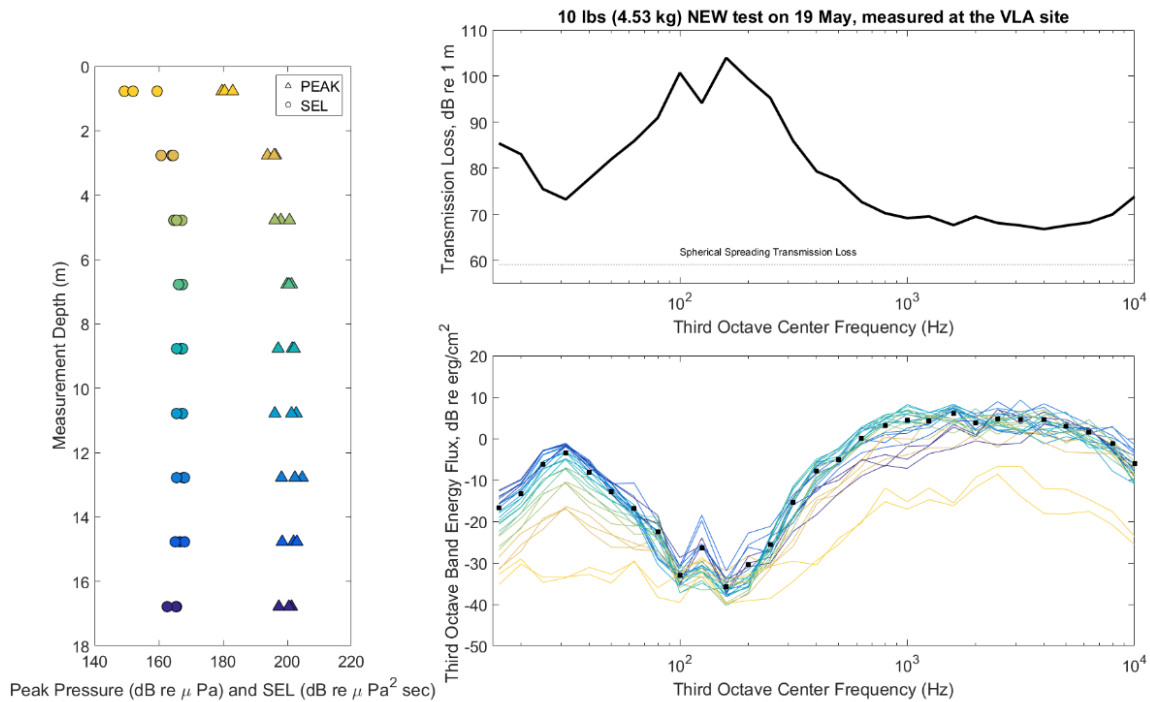 0
2
4
6
8
10
12
14
16
18
Measurement Depth (m)
PEAK
SEL
140
160
180
200
220
Peak Pressure (dB re μ Pa) and SEL (dB re μ Pa² sec)
10 lbs (4.53 kg) NEW test on 19 May, measured at the VLA site
110
100
90
80
70
60
Transmission Loss, dB re 1 m
Spherical Spreading Transmission Loss
10² 10³ 10⁴
Third Octave Center Frequency (Hz)
20
10
0
-10
-20
-30
-40
-50
Third Octave Band Energy Flux, dB re erg/cm²
10² 10³ 10⁴
Third Octave Center Frequency (Hz)